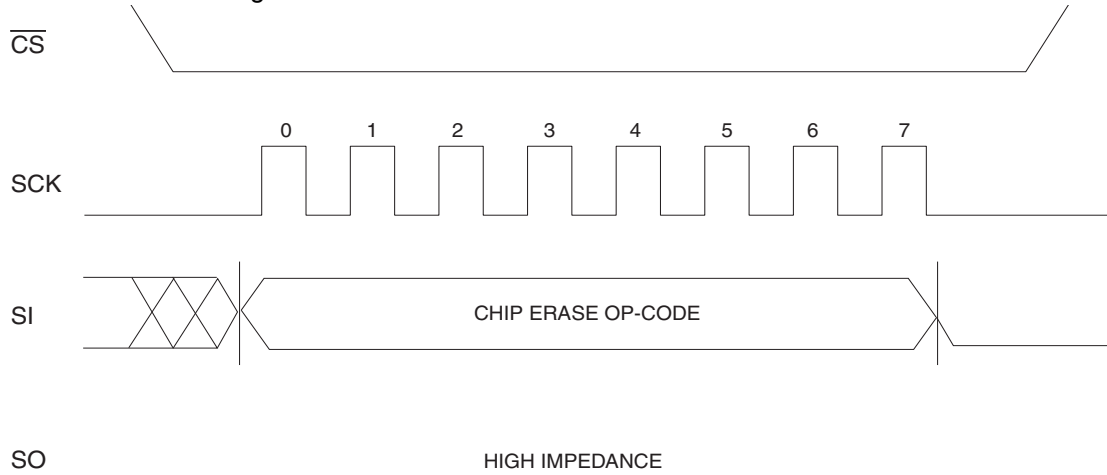 CS
0 1 2 3 4 5 6 7
SCK
SI CHIP ERASE OP-CODE
SO HIGH IMPEDANCE